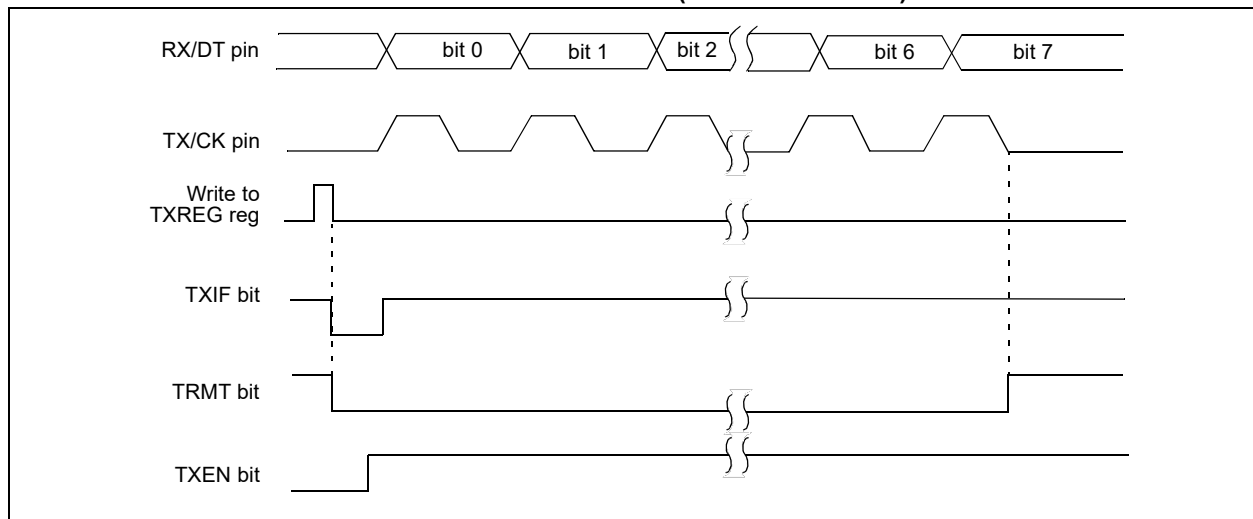 RX/DT pin
bit 0
bit 1
bit 2
bit 6
bit 7
TX/CK pin
Write to
TXREG reg
TXIF bit
TRMT bit
TXEN bit